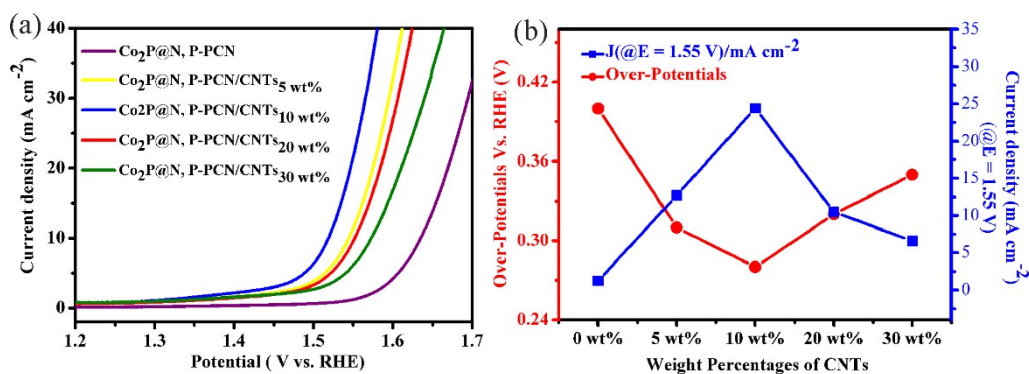 (a)
Co2P@N, P-PCN
Co2P@N, P-PCN/CNTs5 wt%
Co2P@N, P-PCN/CNTs10 wt%
Co2P@N, P-PCN/CNTs20 wt%
Co2P@N, P-PCN/CNTs30 wt%
Current density (mA cm-2)
40
30
20
10
0
1.2 1.3 1.4 1.5 1.6 1.7
Potential ( V vs. RHE)
(b)
J(@E = 1.55 V)/mA cm-2
Over-Potentials
Over-Potentials Vs. RHE (V)
0.42
0.36
0.30
0.24
35
30
25
20
15
10
5
0
Current density (mA cm-2)
(@E = 1.55 V)
0 wt% 5 wt% 10 wt% 20 wt% 30 wt%
Weight Percentages of CNTs